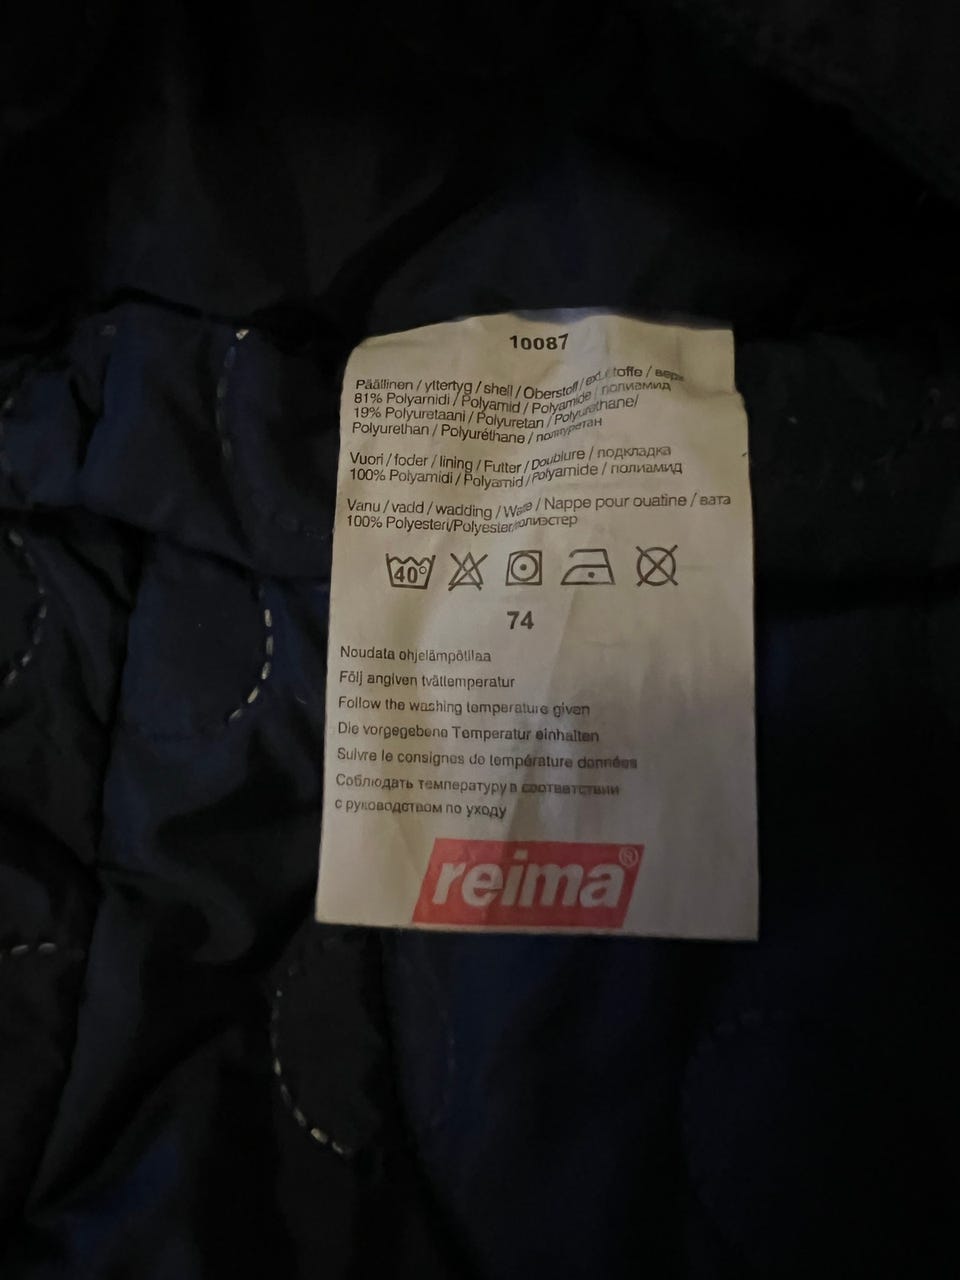 10087
Päällinen / yttertyg / shell / Oberstoff / ext. toffe / верх
81% Polyamidi / Polyamid / Polyamide / полиамид
19% Polyuretaani / Polyuretan / Polyurethane/
Polyurethan / Polyuréthane / полиуретан
Vuori / foder / lining / Futter / Doublure / подкладка
100% Polyamidi / Polyamid / Polyamide / полиамид
Vanu / vadd / wadding / / Nappe pour ouatine / вата
100% Polyesteri/Polyester/полиэстер
40°
74
Noudata ohjelämpötilaa
Följ angiven tvättemperatur
Follow the washing temperature given
Die vorgegebene Temperatur einhalten
Suivre le consignes de température données
Соблюдать температуру в соответствии
с руководством по уходу
reima®